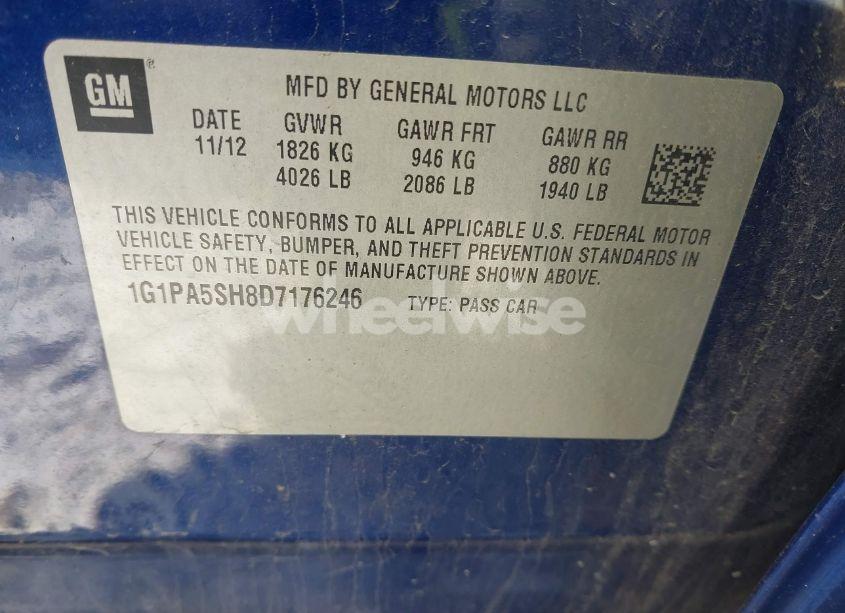 GM®
MFD BY GENERAL MOTORS LLC
DATE GVWR GAWR FRT GAWR RR
11/12 1826 KG 946 KG 880 KG
4026 LB 2086 LB 1940 LB
THIS VEHICLE CONFORMS TO ALL APPLICABLE U.S. FEDERAL MOTOR
VEHICLE SAFETY, BUMPER, AND THEFT PREVENTION STANDARDS IN
EFFECT ON THE DATE OF MANUFACTURE SHOWN ABOVE.
1G1PA5SH8D7176246 TYPE: PASS CAR
wheelwise